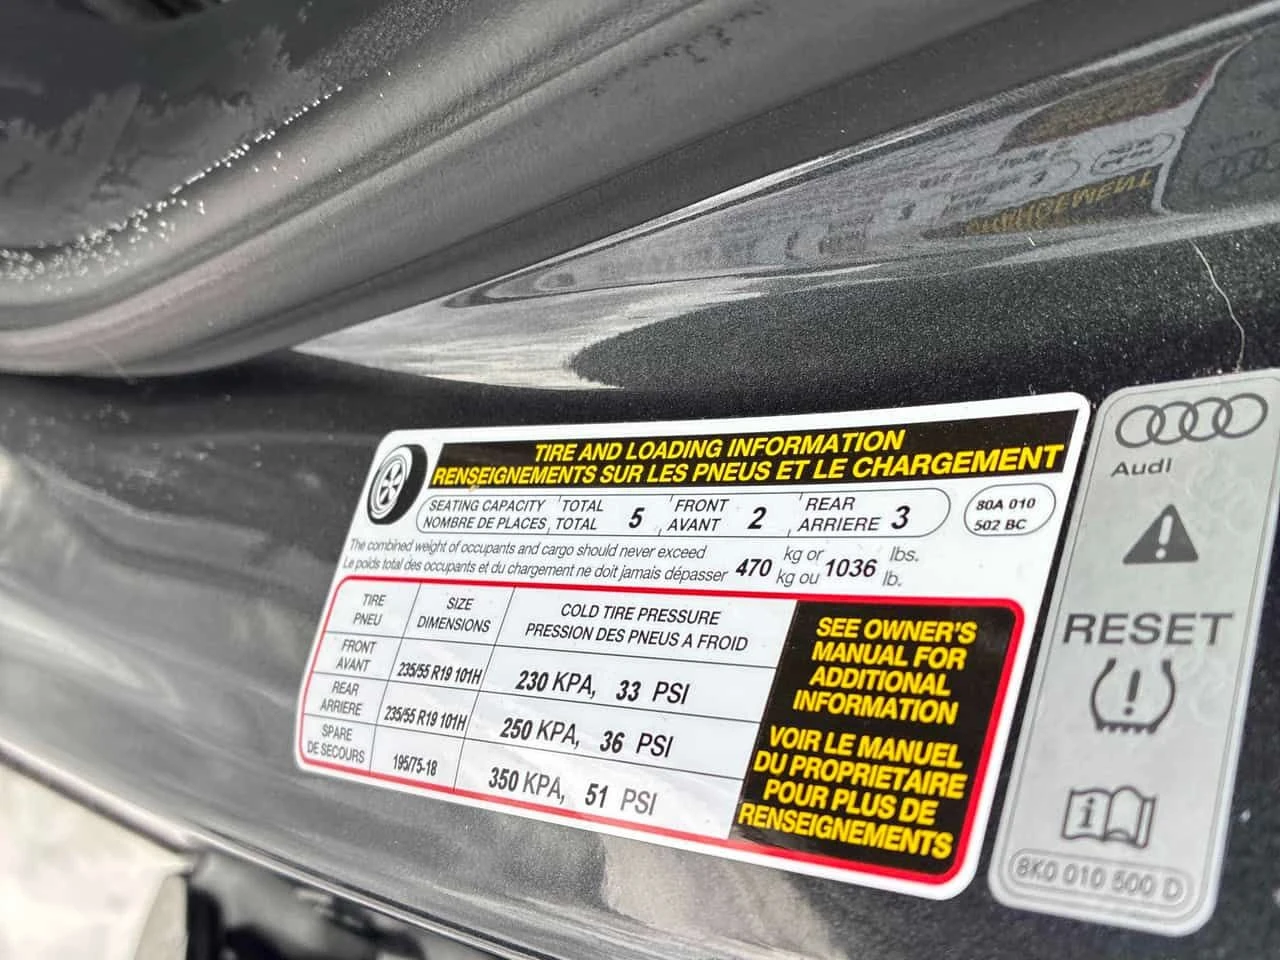 TIRE AND LOADING INFORMATION
RENSEIGNEMENTS SUR LES PNEUS ET LE CHARGEMENT
SEATING CAPACITY TOTAL 5 FRONT 2 REAR 3
NOMBRE DE PLACES, TOTAL AVANT ARRIERE
80A 010
502 BC
The combined weight of occupants and cargo should never exceed 470 kg or 1036 lbs.
Le poids total des occupants et du chargement ne doit jamais dépasser kg ou lb.
TIRE SIZE COLD TIRE PRESSURE
PNEU DIMENSIONS PRESSION DES PNEUS A FROID
FRONT
AVANT 235/55 R19 101H 230 KPA, 33 PSI
REAR
ARRIERE 235/55 R19 101H 250 KPA, 36 PSI
SPARE
DE SECOURS 195/75-18 350 KPA, 51 PSI
SEE OWNER'S
MANUAL FOR
ADDITIONAL
INFORMATION
VOIR LE MANUEL
DU PROPRIETAIRE
POUR PLUS DE
RENSEIGNEMENTS
Audi
RESET
8K0 010 500 D